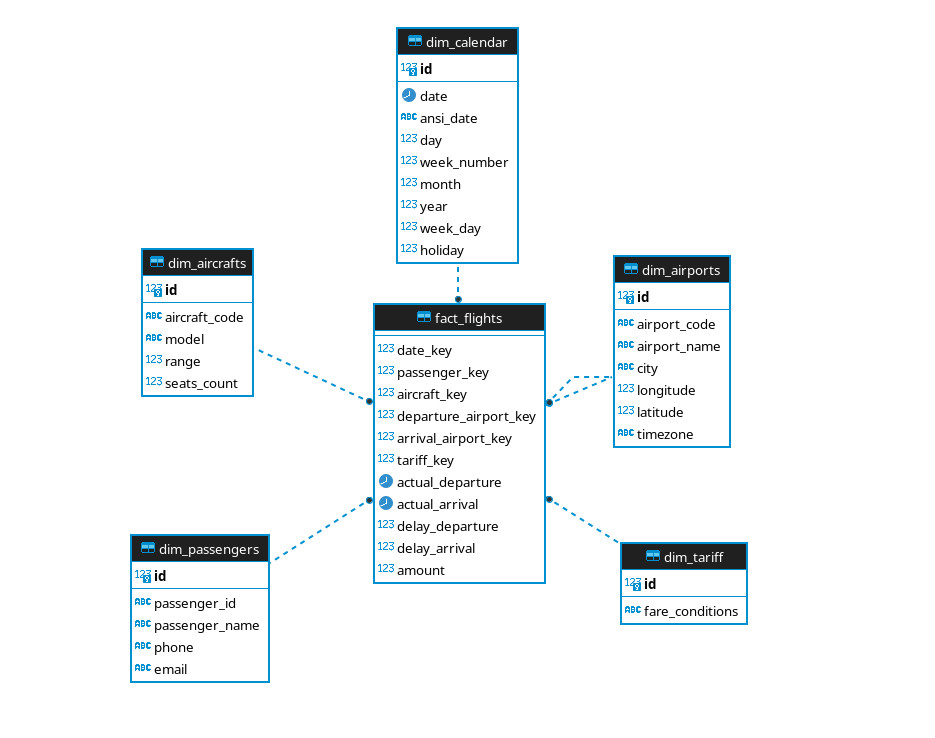 dim_calendar
123 id
date
ABC ansi_date
123 day
123 week_number
123 month
123 year
123 week_day
123 holiday
dim_aircrafts
123 id
ABC aircraft_code
ABC model
123 range
123 seats_count
dim_airports
123 id
ABC airport_code
ABC airport_name
ABC city
123 longitude
123 latitude
ABC timezone
fact_flights
123 date_key
123 passenger_key
123 aircraft_key
123 departure_airport_key
123 arrival_airport_key
123 tariff_key
actual_departure
actual_arrival
123 delay_departure
123 delay_arrival
123 amount
dim_passengers
123 id
ABC passenger_id
ABC passenger_name
ABC phone
ABC email
dim_tariff
123 id
ABC fare_conditions